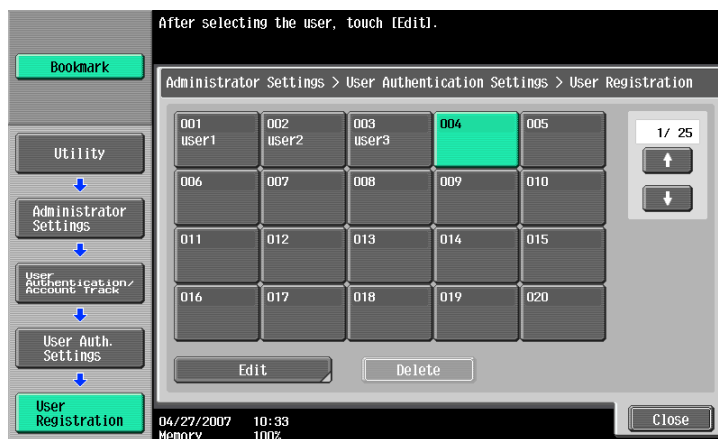 After selecting the user, touch [Edit].
Bookmark
Administrator Settings > User Authentication Settings > User Registration
001
user1
002
user2
003
user3
004
005
1/ 25
006
007
008
009
010
011
012
013
014
015
016
017
018
019
020
Utility
Administrator
Settings
User
Authentication/
Account Track
User Auth.
Settings
User
Registration
Edit
Delete
04/27/2007 10:33
Memory 100%
Close